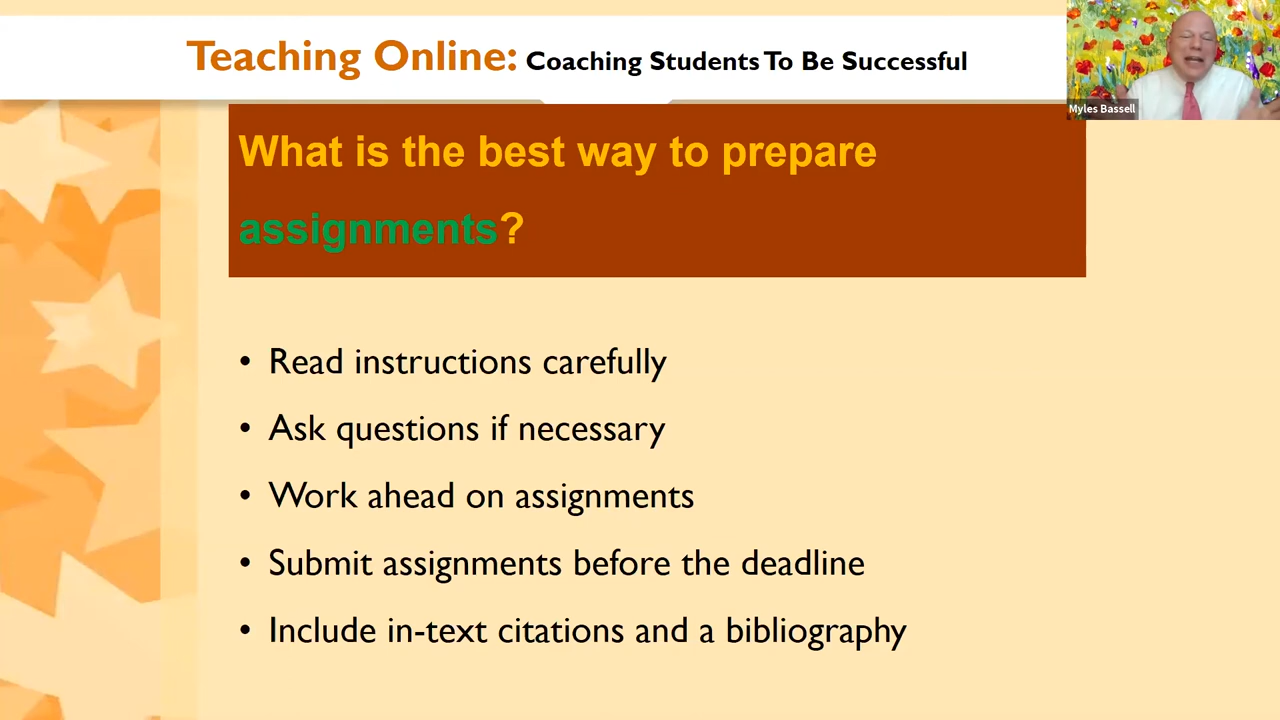 Teaching Online: Coaching Students To Be Successful
Myles Bassell
What is the best way to prepare
assignments?
• Read instructions carefully
• Ask questions if necessary
• Work ahead on assignments
• Submit assignments before the deadline
• Include in-text citations and a bibliography